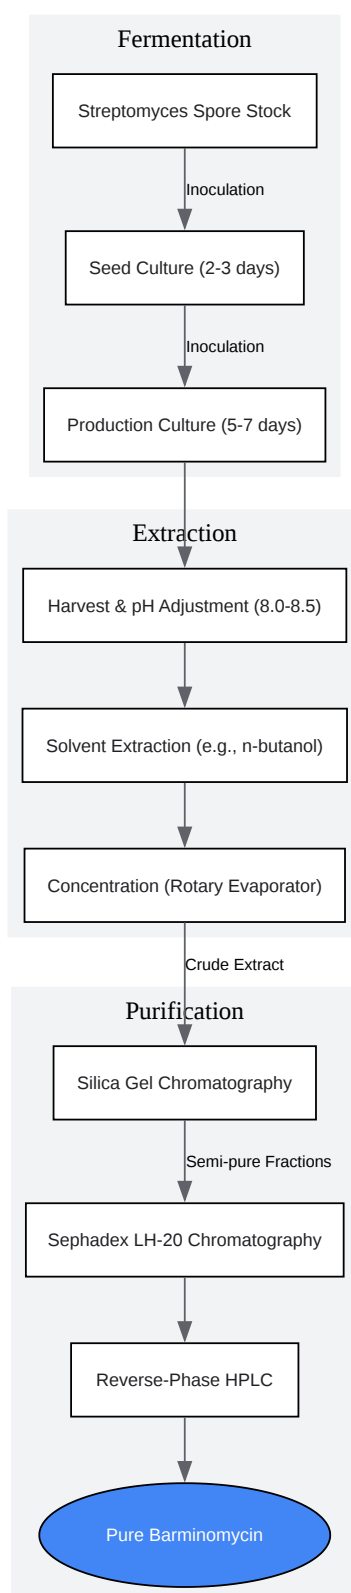 Fermentation
Streptomyces Spore Stock
Inoculation
Seed Culture (2-3 days)
Inoculation
Production Culture (5-7 days)
Extraction
Harvest & pH Adjustment (8.0-8.5)
Solvent Extraction (e.g., n-butanol)
Concentration (Rotary Evaporator)
Crude Extract
Purification
Silica Gel Chromatography
Semi-pure Fractions
Sephadex LH-20 Chromatography
Reverse-Phase HPLC
Pure Barminomycin